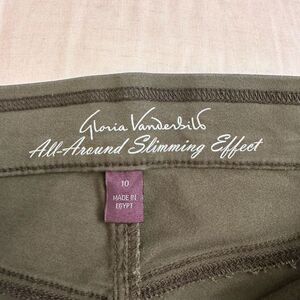 Gloria Vanderbilt
All-Around Slimming Effect
10
MADE IN
EGYPT